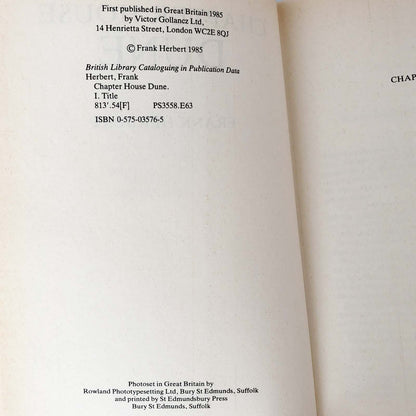 First published in Great Britain 1985
by Victor Gollancz Ltd,
14 Henrietta Street, London WC2E 8QJ
© Frank Herbert 1985
British Library Cataloguing in Publication Data
Herbert, Frank
Chapter House Dune.
I. Title
813'.54[F] PS3558.E63
ISBN 0-575-03576-5
Photoset in Great Britain by
Rowland Phototypesetting Ltd, Bury St Edmunds, Suffolk
and printed by St Edmundsbury Press
Bury St Edmunds, Suffolk
CHAP